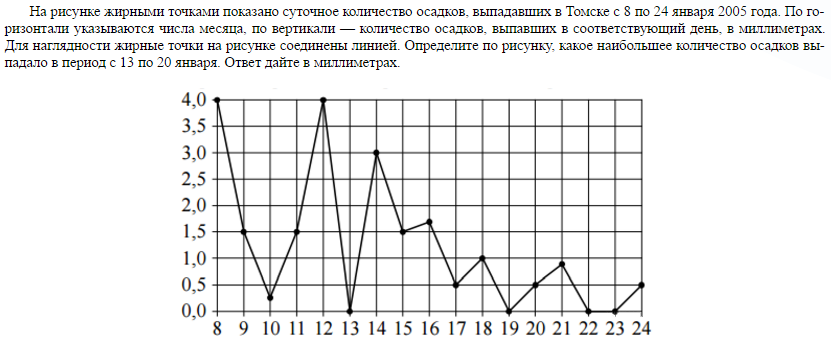 На рисунке жирными точками показано суточное количество осадков, выпадавших в Томске с 8 по 24 января 2005 года. По го-
ризонтали указываются числа месяца, по вертикали — количество осадков, выпавших в соответствующий день, в миллиметрах.
Для наглядности жирные точки на рисунке соединены линией. Определите по рисунку, какое наибольшее количество осадков вы-
падало в период с 13 по 20 января. Ответ дайте в миллиметрах.
4,0
3,5
3,0
2,5
2,0
1,5
1,0
0,5
0,0
8 9 10 11 12 13 14 15 16 17 18 19 20 21 22 23 24